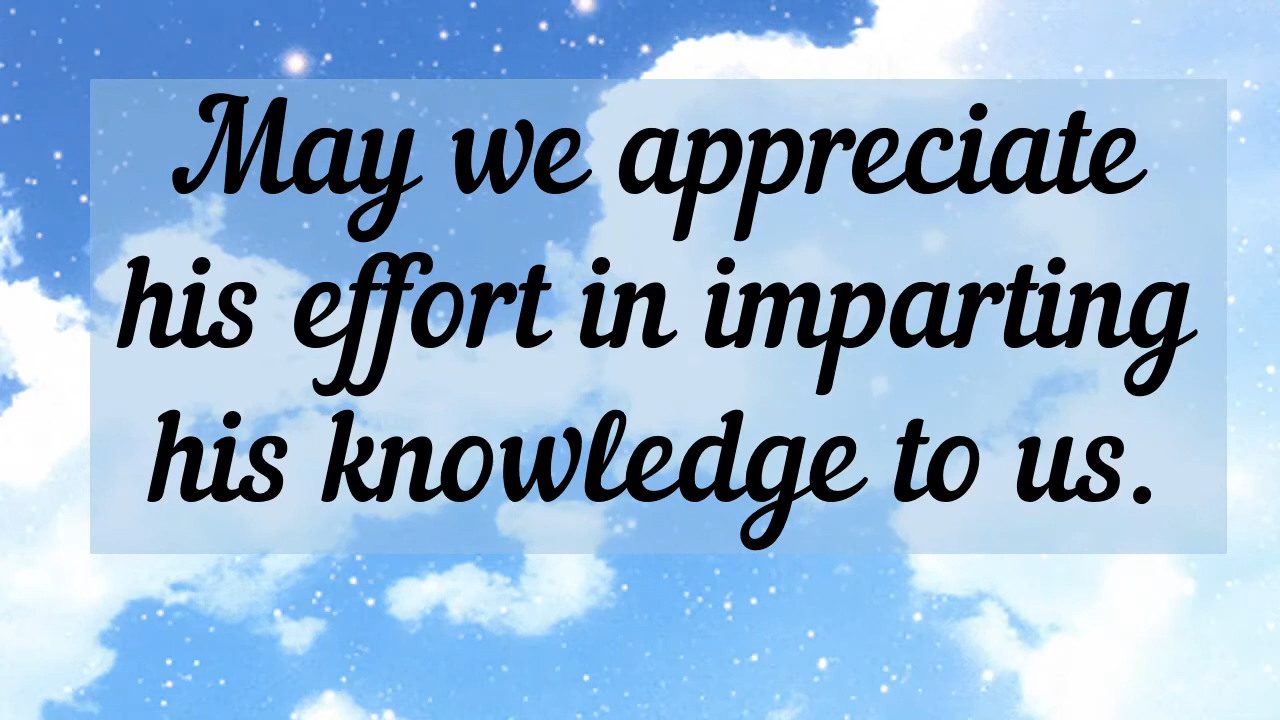 May we appreciate
his effort in imparting
his knowledge to us.